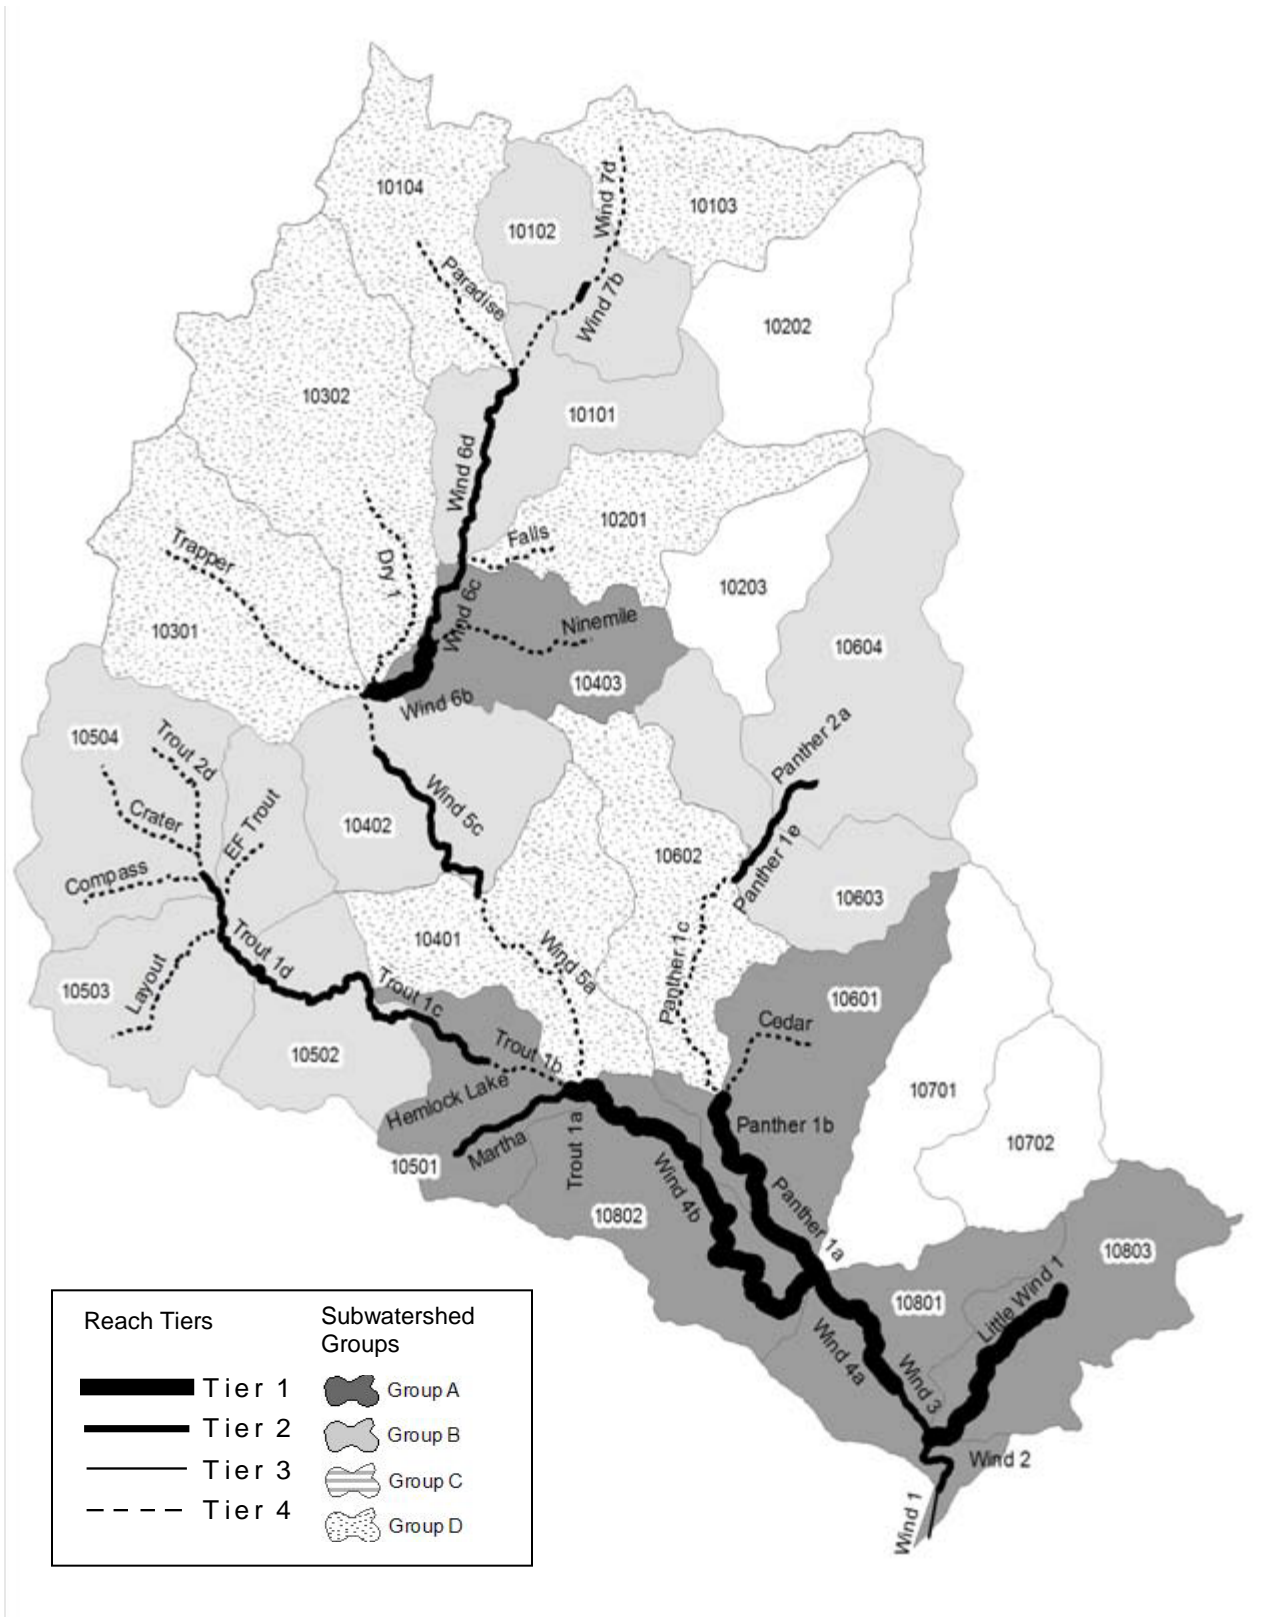 10104
10103
10102
Wind 7d
Paradise
Wind 7b
10202
10302
10101
Wind 6d
10201
Falls
Trapper
Dry 1
10203
Wind 6c
Ninemile
10301
10604
10403
Wind 6b
10504
Trout 2d
Panther 2a
Crater
EF Trout
Wind 5c
10402
10602
Panther 1e
Compass
10603
10401
Trout 1d
Wind 5a
Panther 1c
10503
Layout
Trout 1c
10601
Cedar
10502
Trout 1b
Hemlock Lake
10701
Panther 1b
10702
Martha
10501
Trout 1a
Wind 4b
10802
Panther 1a
10803
Little Wind 1
10801
Wind 4a
Wind 3
Wind 2
Wind 1
Reach Tiers
Tier 1
Tier 2
Tier 3
Tier 4
Subwatershed
Groups
Group A
Group B
Group C
Group D